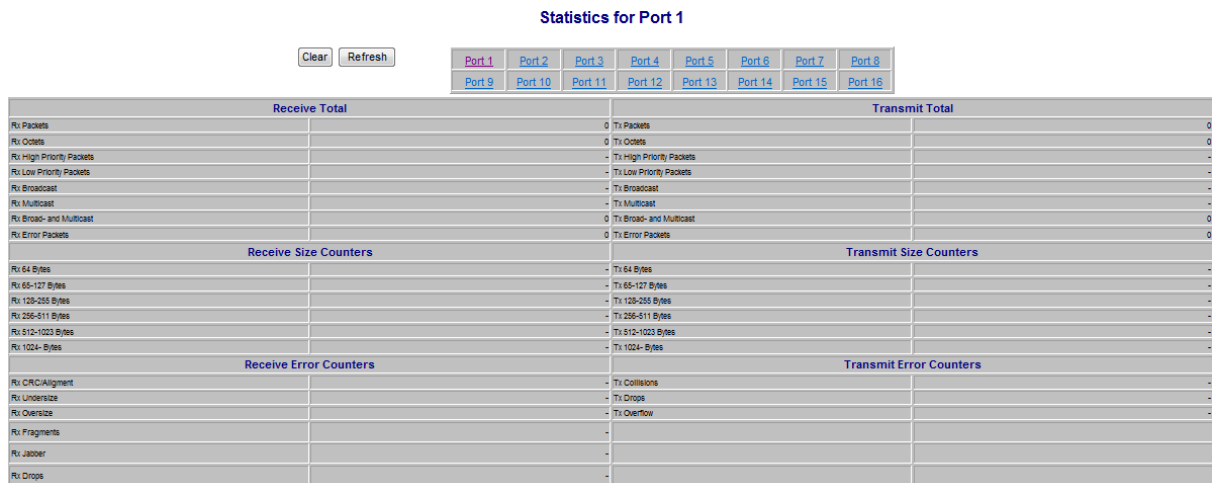 Statistics for Port 1
Clear Refresh
Port 1 Port 2 Port 3 Port 4 Port 5 Port 6 Port 7 Port 8
Port 9 Port 10 Port 11 Port 12 Port 13 Port 14 Port 15 Port 16
Receive Total Transmit Total
Rx Packets 0 Tx Packets 0
Rx Octets 0 Tx Octets 0
Rx High Priority Packets - Tx High Priority Packets -
Rx Low Priority Packets - Tx Low Priority Packets -
Rx Broadcast - Tx Broadcast -
Rx Multicast - Tx Multicast -
Rx Broad- and Multicast 0 Tx Broad- and Multicast 0
Rx Error Packets 0 Tx Error Packets 0
Receive Size Counters Transmit Size Counters
Rx 64 Bytes - Tx 64 Bytes -
Rx 65-127 Bytes - Tx 65-127 Bytes -
Rx 128-255 Bytes - Tx 128-255 Bytes -
Rx 256-511 Bytes - Tx 256-511 Bytes -
Rx 512-1023 Bytes - Tx 512-1023 Bytes -
Rx 1024- Bytes - Tx 1024- Bytes -
Receive Error Counters Transmit Error Counters
Rx CRC/Aligment - Tx Collisions -
Rx Undersize - Tx Drops -
Rx Oversize - Tx Overflow -
Rx Fragments -
Rx Jabber -
Rx Drops -